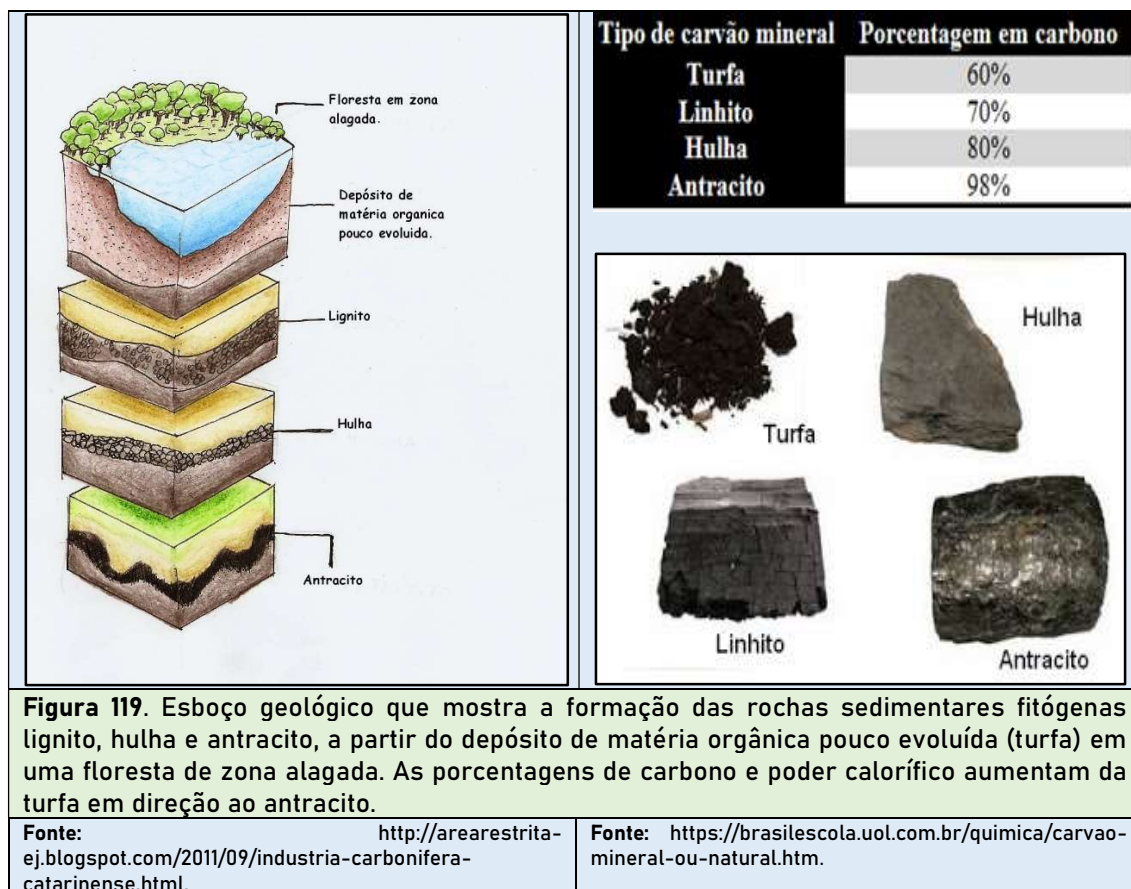 Floresta em zona
alagada.
Depósito de
matéria organica
pouco evoluida.
Lignito
Hulha
Antracito
Tipo de carvão mineral Porcentagem em carbono
Turfa 60%
Linhito 70%
Hulha 80%
Antracito 98%
Turfa
Hulha
Linhito
Antracito
Figura 119. Esboço geológico que mostra a formação das rochas sedimentares fitógenas
lignito, hulha e antracito, a partir do depósito de matéria orgânica pouco evoluída (turfa) em
uma floresta de zona alagada. As porcentagens de carbono e poder calorífico aumentam da
turfa em direção ao antracito.
Fonte: http://arearestrita-
ej.blogspot.com/2011/09/industria-carbonifera-
catarinense.html.
Fonte: https://brasilescola.uol.com.br/quimica/carvao-
mineral-ou-natural.htm.